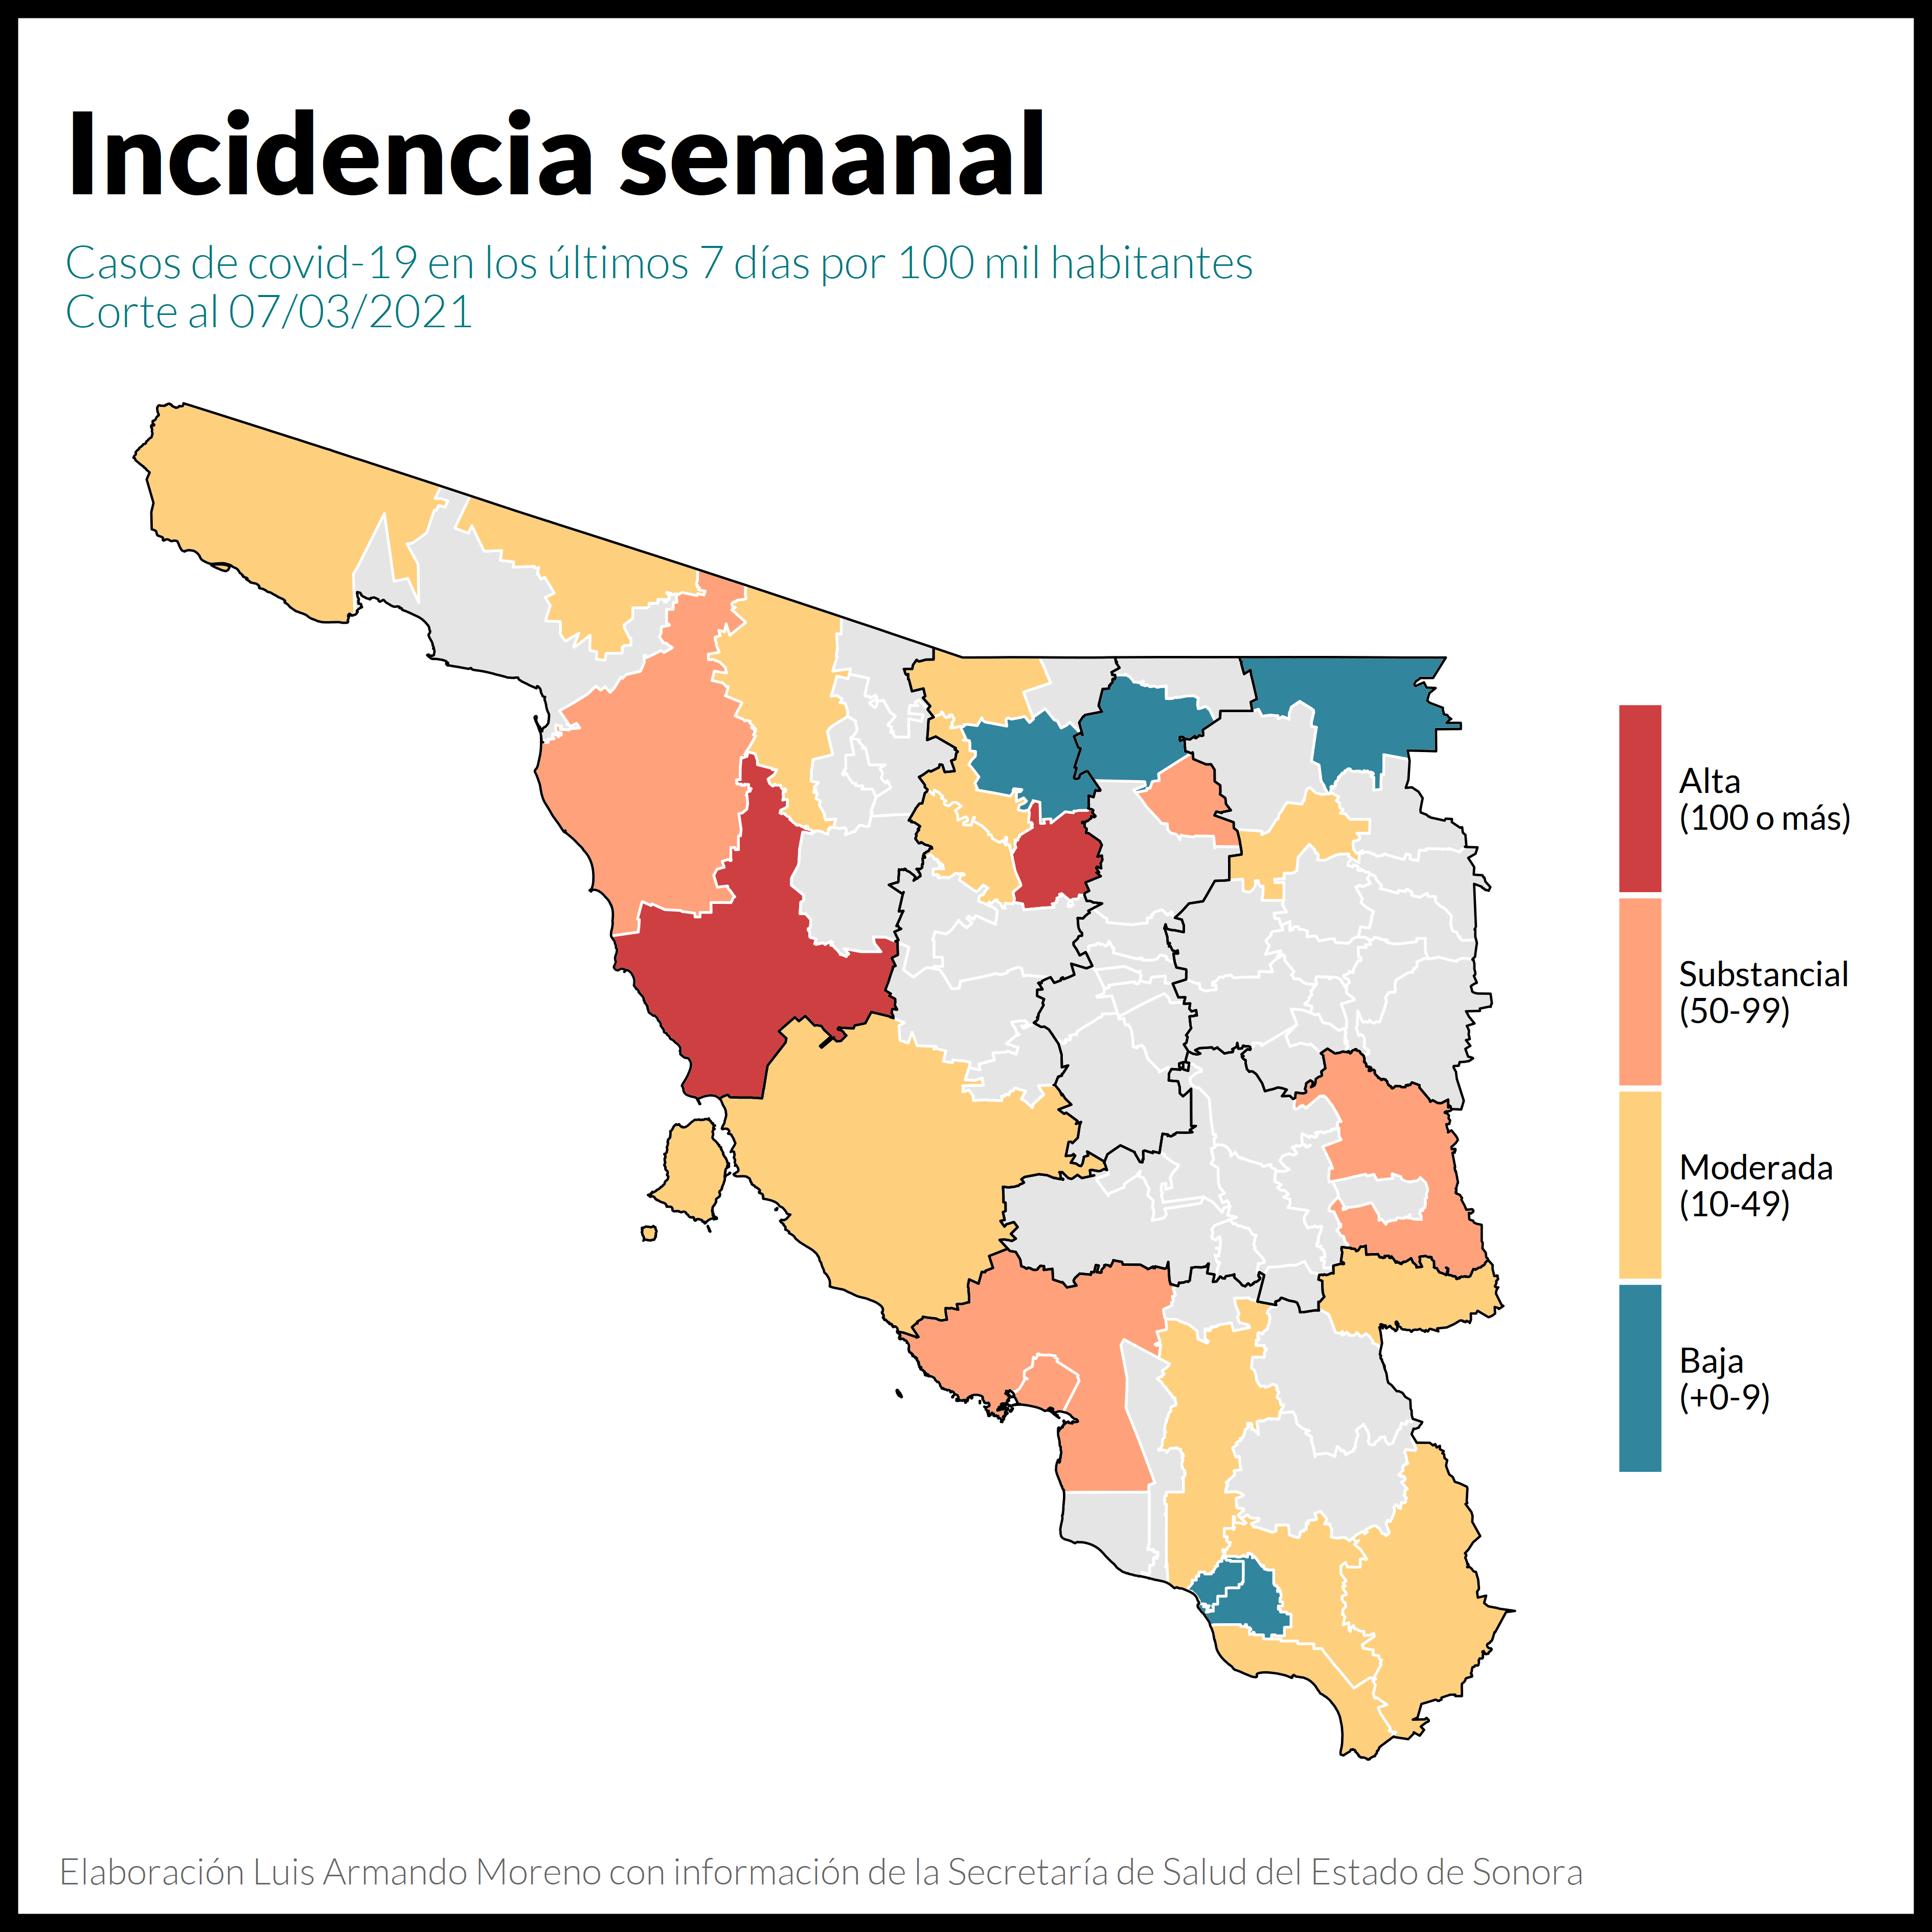 Incidencia semanal
Casos de covid-19 en los últimos 7 días por 100 mil habitantes
Corte al 07/03/2021
Alta
(100 o más)
Substancial
(50-99)
Moderada
(10-49)
Baja
(+0-9)
Elaboración Luis Armando Moreno con información de la Secretaría de Salud del Estado de Sonora